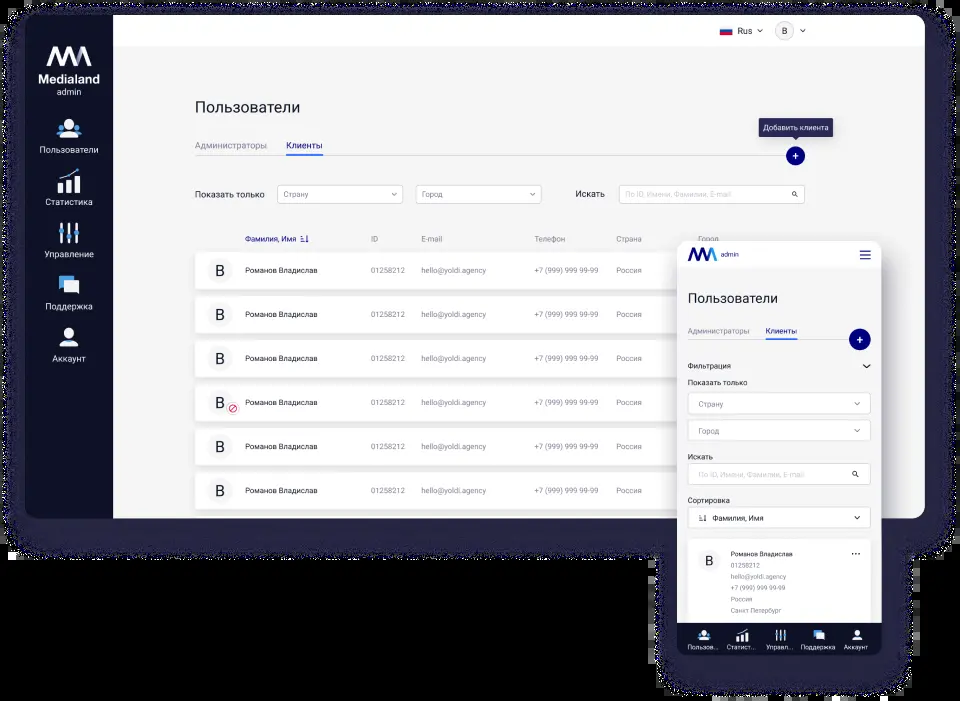 Rus
B
Medialand
admin
Пользователи
Статистика
Управление
Поддержка
Аккаунт
Пользователи
Администраторы
Клиенты
Добавить клиента
Показать только
Страну
Город
Искать
По ID, Имени, Фамилии, E-mail
Фамилия, Имя ID E-mail Телефон Страна Город
B Романов Владислав 01258212 hello@yoldi.agency +7 (999) 999 99-99 Россия
B Романов Владислав 01258212 hello@yoldi.agency +7 (999) 999 99-99 Россия
B Романов Владислав 01258212 hello@yoldi.agency +7 (999) 999 99-99 Россия
B Романов Владислав 01258212 hello@yoldi.agency +7 (999) 999 99-99 Россия
B Романов Владислав 01258212 hello@yoldi.agency +7 (999) 999 99-99 Россия
B Романов Владислав 01258212 hello@yoldi.agency +7 (999) 999 99-99 Россия
admin
Пользователи
Администраторы
Клиенты
Фильтрация
Показать только
Страну
Город
Искать
По ID, Имени, Фамилии, E-mail
Сортировка
Фамилия, Имя
B
Романов Владислав
01258212
hello@yoldi.agency
+7 (999) 999 99-99
Россия
Санкт Петербург
Пользов... Статист... Управл... Поддержка Аккаунт